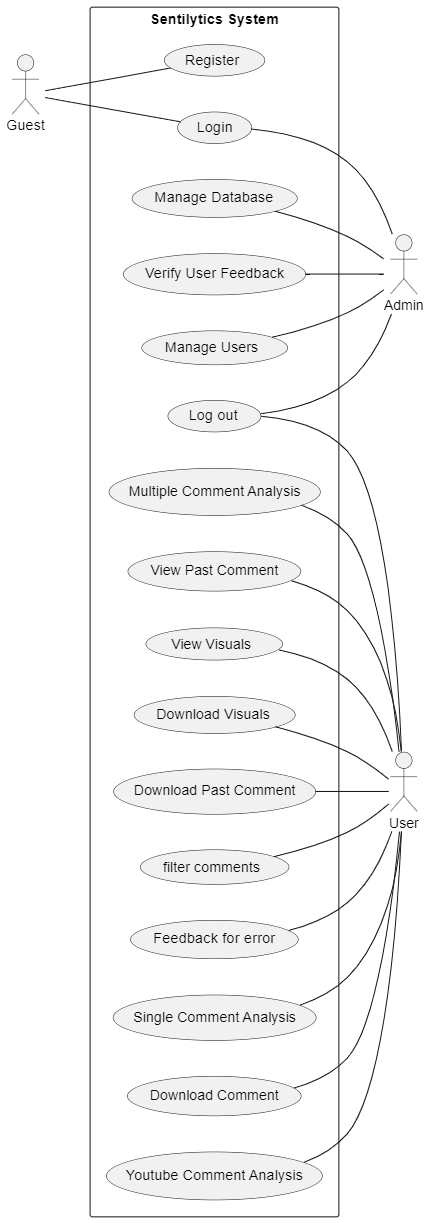 Sentilytics System
Register
Guest
Login
Manage Database
Verify User Feedback
Admin
Manage Users
Log out
Multiple Comment Analysis
View Past Comment
View Visuals
Download Visuals
Download Past Comment
User
filter comments
Feedback for error
Single Comment Analysis
Download Comment
Youtube Comment Analysis